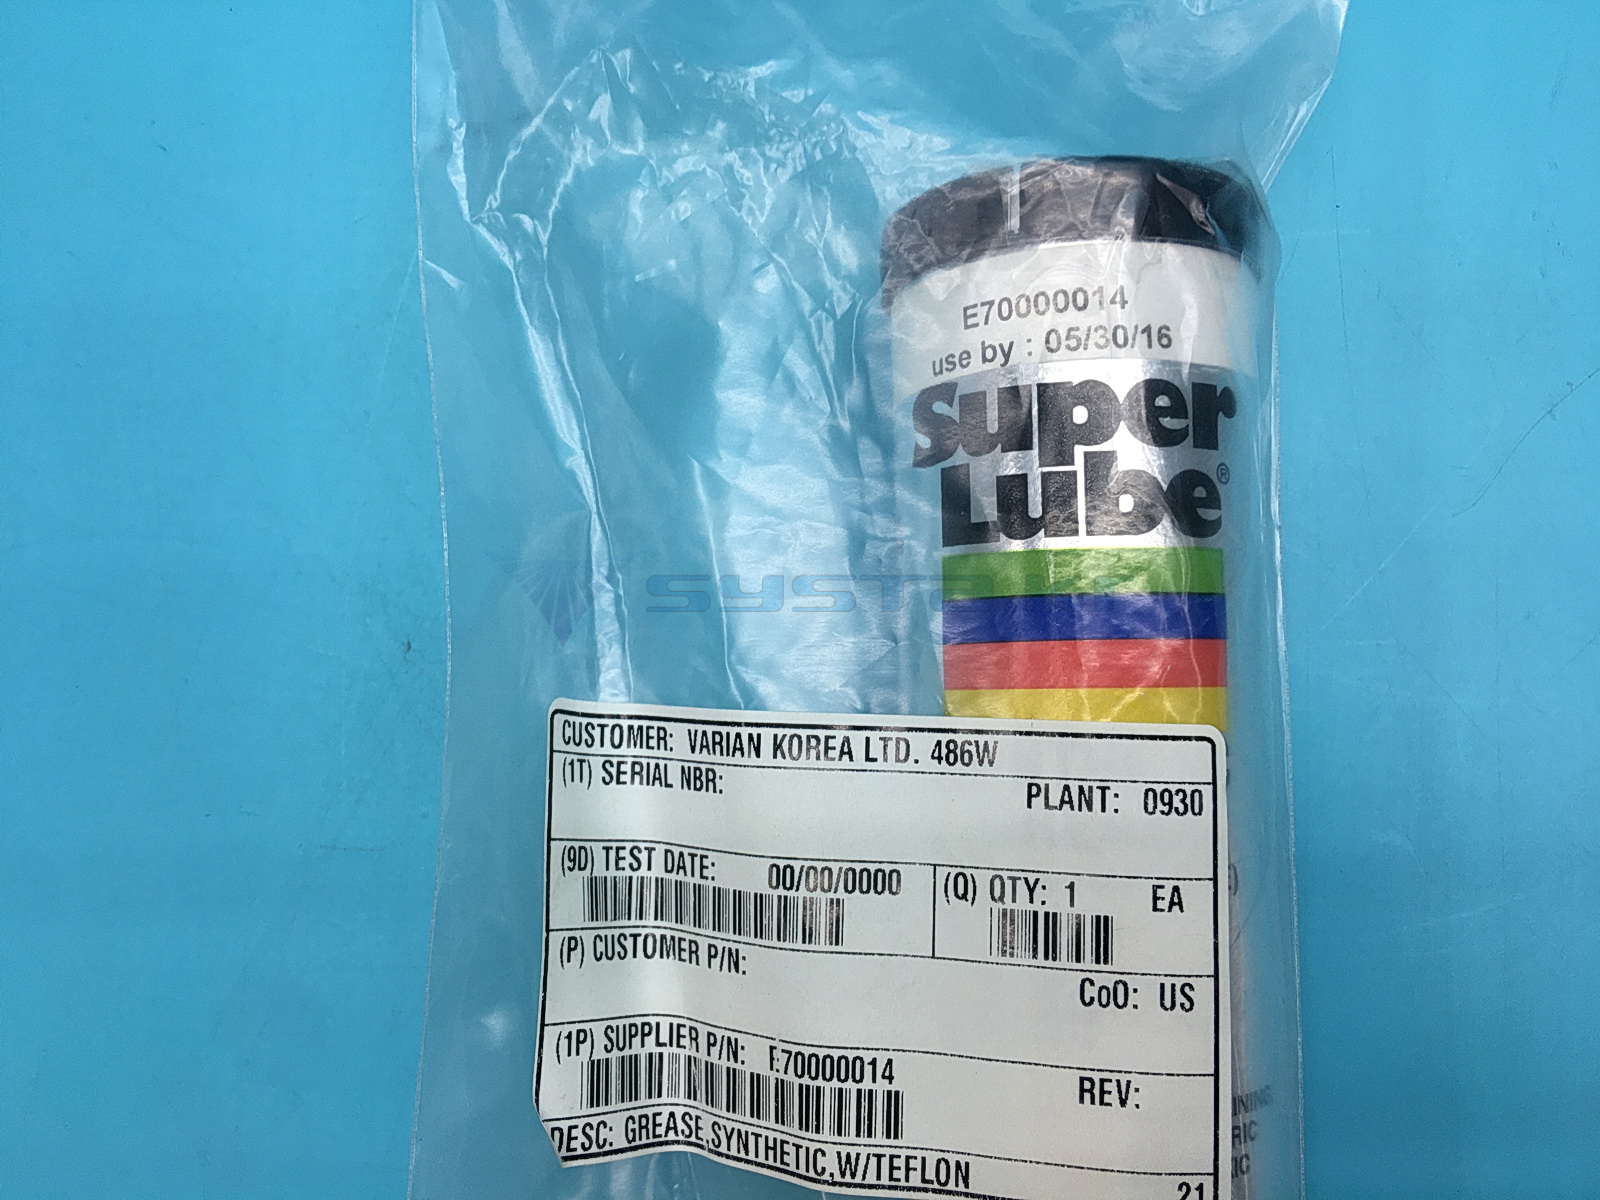 E70000014
use by : 05/30/16
Super
Lube®
CUSTOMER: VARIAN KOREA LTD. 486W
(1T) SERIAL NBR:
PLANT: 0930
(9D) TEST DATE: 00/00/0000
(Q) QTY: 1 EA
(P) CUSTOMER P/N:
CoO: US
(1P) SUPPLIER P/N: E70000014
REV:
DESC: GREASE,SYNTHETIC,W/TEFLON
21